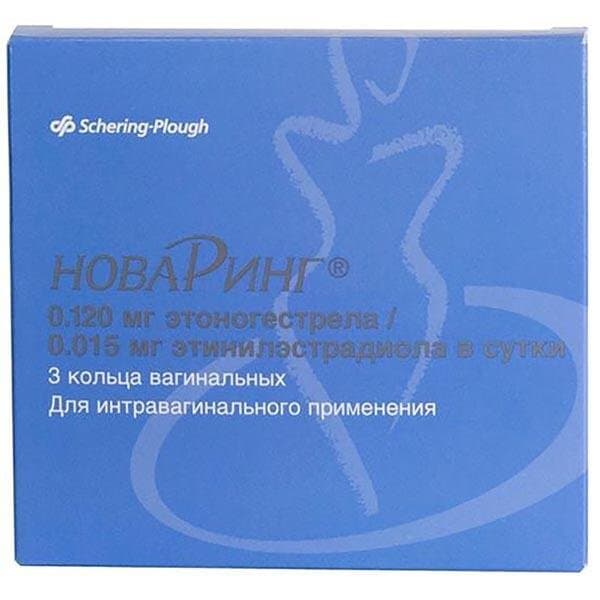 Schering-Plough
НОВАРИНГ®
0.120 мг этоногестрела /
0.015 мг этинилэстрадиола в сутки
3 кольца вагинальных
Для интравагинального применения